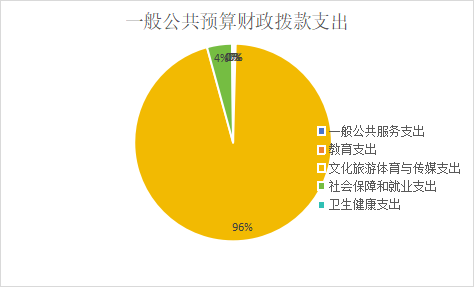 一般公共预算财政拨款支出
4%
96%
一般公共服务支出
教育支出
文化旅游体育与传媒支出
社会保障和就业支出
卫生健康支出